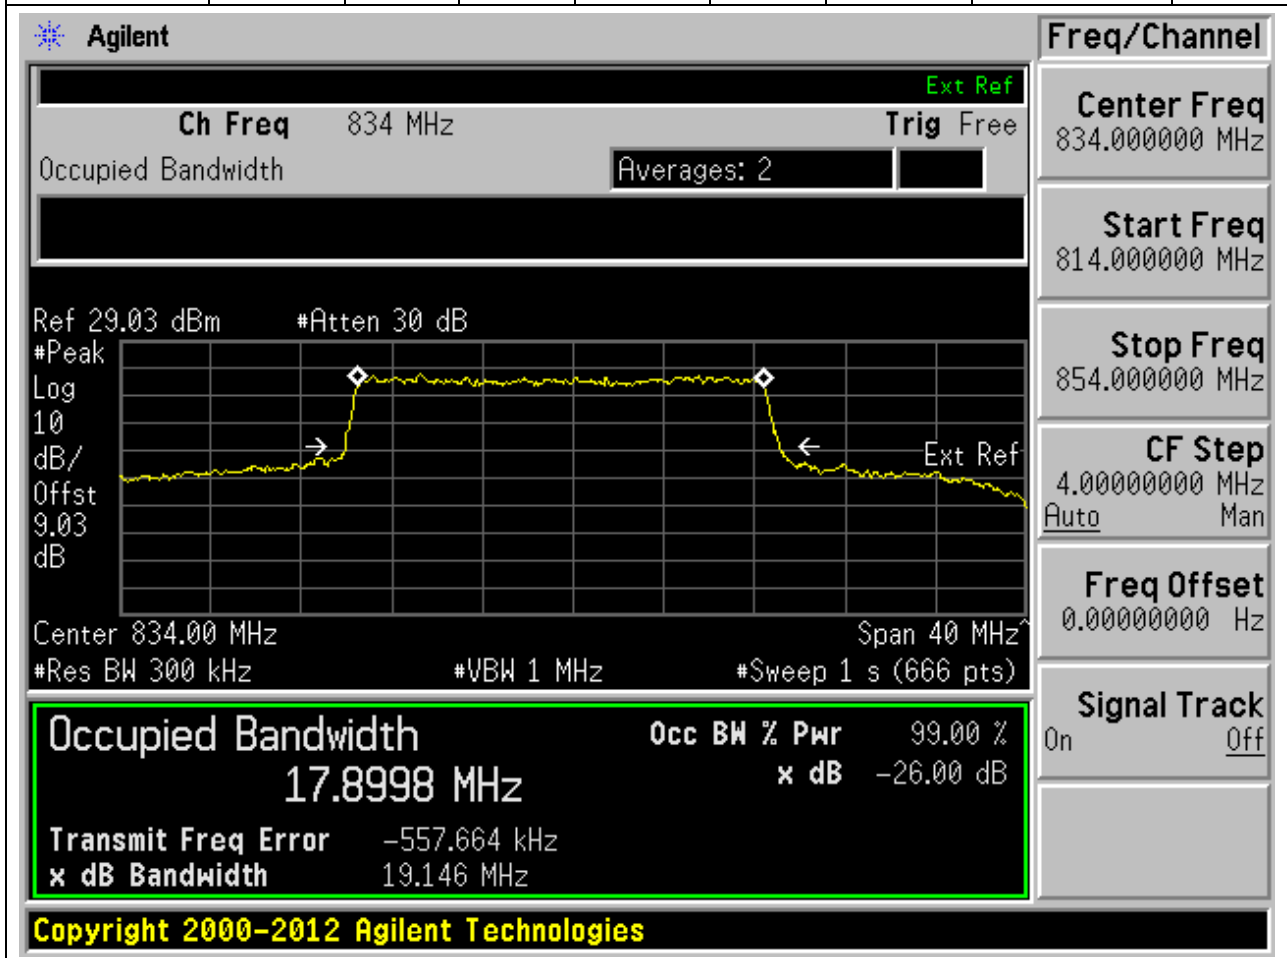 Agilent
Freq/Channel
Ext Ref
Ch Freq 834 MHz Trig Free
Occupied Bandwidth Averages: 2
Ref 29.03 dBm #Atten 30 dB
#Peak
Log
10
dB/
Offst
9.03
dB
Ext Ref
Center 834.00 MHz Span 40 MHz^
#Res BW 300 kHz #VBW 1 MHz #Sweep 1 s (666 pts)
Occupied Bandwidth
17.8998 MHz
Occ BW % Pwr 99.00 %
x dB -26.00 dB
Transmit Freq Error -557.664 kHz
x dB Bandwidth 19.146 MHz
Center Freq
834.000000 MHz
Start Freq
814.000000 MHz
Stop Freq
854.000000 MHz
CF Step
4.00000000 MHz
Auto Man
Freq Offset
0.00000000 Hz
Signal Track
On Off
Copyright 2000-2012 Agilent Technologies